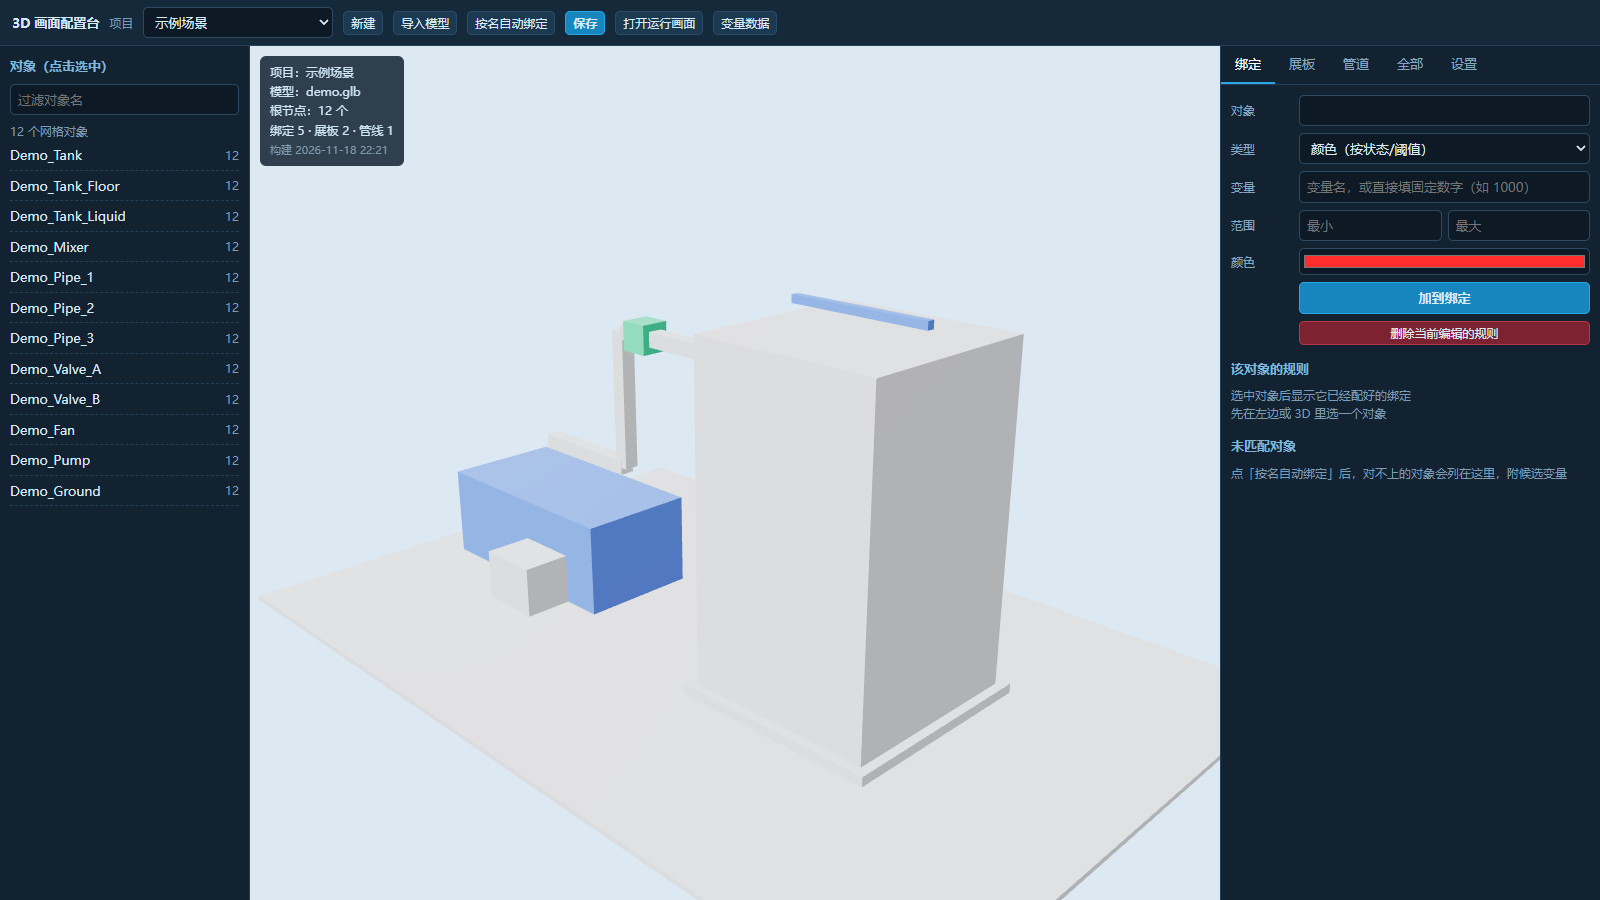 3D 画面配置台 项目 示例场景 新建 导入模型 按名自动绑定 保存 打开运行画面 变量数据
对象（点击选中）
过滤对象名
12 个网格对象
Demo_Tank 12
Demo_Tank_Floor 12
Demo_Tank_Liquid 12
Demo_Mixer 12
Demo_Pipe_1 12
Demo_Pipe_2 12
Demo_Pipe_3 12
Demo_Valve_A 12
Demo_Valve_B 12
Demo_Fan 12
Demo_Pump 12
Demo_Ground 12
项目：示例场景
模型：demo.glb
根节点：12 个
绑定 5 · 展板 2 · 管线 1
构建 2026-11-18 22:21
绑定 展板 管道 全部 设置
对象
类型 颜色（按状态/阈值）
变量 变量名，或直接填固定数字（如 1000）
范围 最小 最大
颜色
加到绑定
删除当前编辑的规则
该对象的规则
选中对象后显示它已经配好的绑定
先在左边或 3D 里选一个对象
未匹配对象
点「按名自动绑定」后，对不上的对象会列在这里，附候选变量